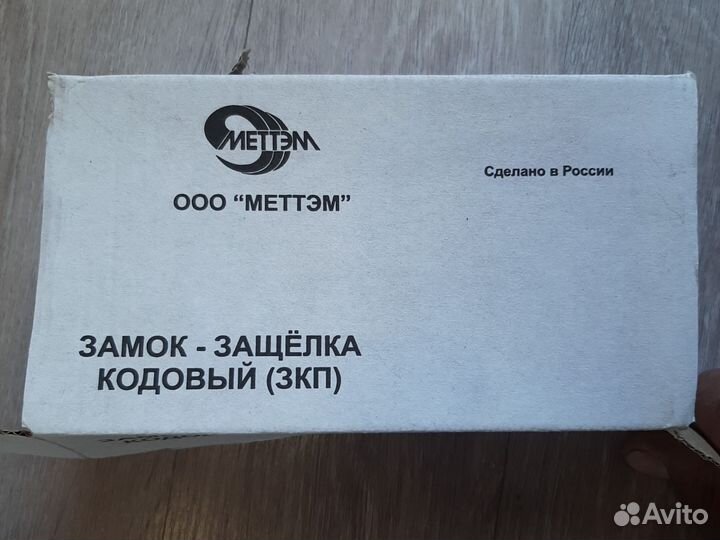 МЕТТЭМ
ООО “МЕТТЭМ”
Сделано в России
ЗАМОК - ЗАЩЁЛКА
КОДОВЫЙ (ЗКП)
Avito